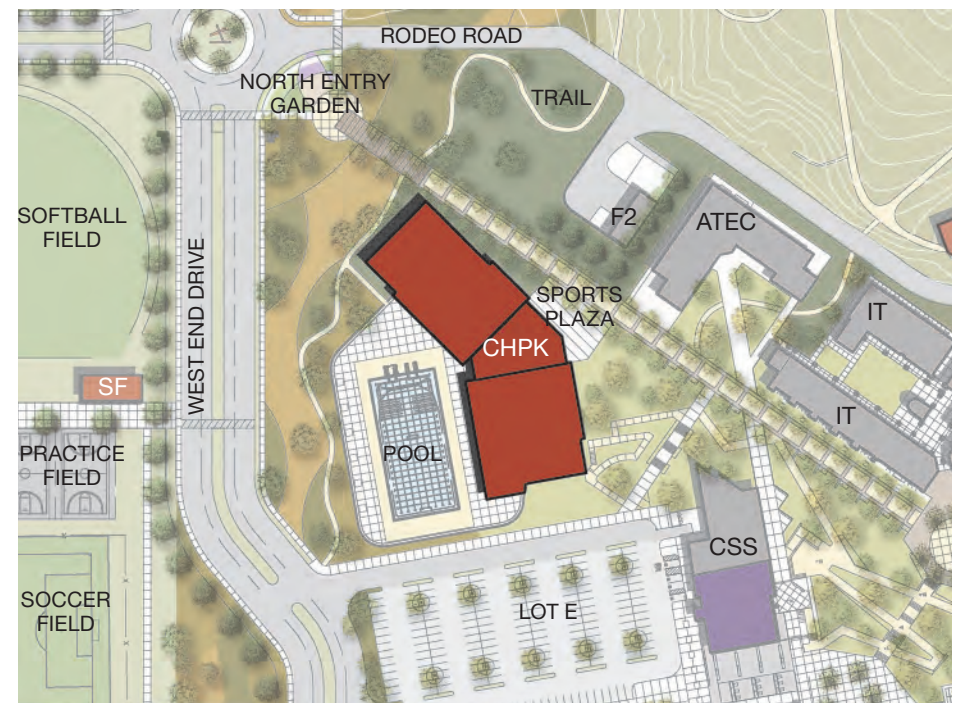 RODEO ROAD
NORTH ENTRY
GARDEN
TRAIL
SOFTBALL
FIELD
F2
ATEC
WEST END DRIVE
SPORTS
PLAZA
IT
CHPK
SF
IT
POOL
PRACTICE
FIELD
CSS
SOCCER
FIELD
LOT E